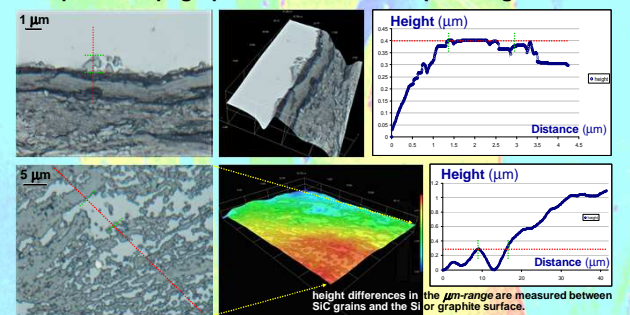 1 µm
Height (µm)
0.45
0.4
0.35
0.3
0.25
0.2
0.15
0.1
0.05
0
height
Distance (µm)
0 0.5 1 1.5 2 2.5 3 3.5 4 4.5
5 µm
Height (µm)
1.2
1
0.8
0.6
0.4
0.2
0
height
Distance (µm)
0 10 20 30 40
height differences in the µm-range are measured between
SiC grains and the Si or graphite surface.